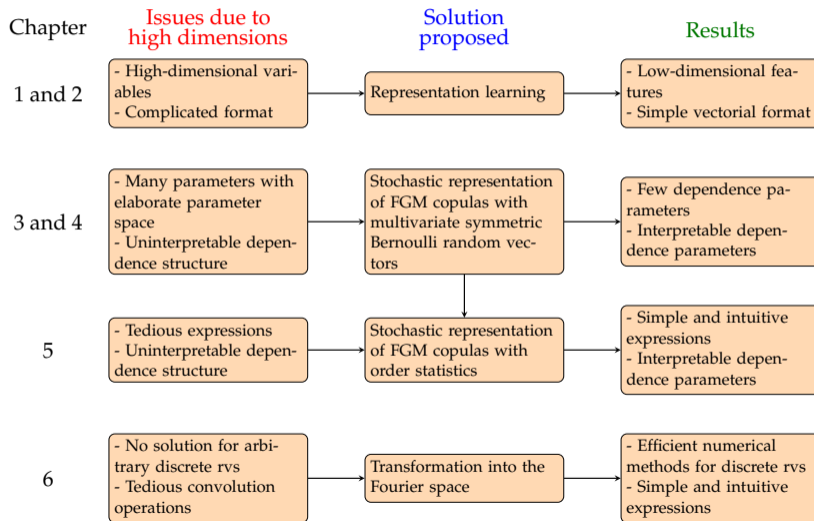 Chapter
Issues due to
high dimensions
Solution
proposed
Results
1 and 2
- High-dimensional vari-
ables
- Complicated format
Representation learning
- Low-dimensional fea-
tures
- Simple vectorial format
3 and 4
- Many parameters with
elaborate parameter
space
- Uninterpretable depen-
dence structure
Stochastic representation
of FGM copulas with
multivariate symmetric
Bernoulli random vec-
tors
- Few dependence pa-
rameters
- Interpretable depen-
dence parameters
5
- Tedious expressions
- Uninterpretable depen-
dence structure
Stochastic representation
of FGM copulas with
order statistics
- Simple and intuitive
expressions
- Interpretable depen-
dence parameters
6
- No solution for arbi-
trary discrete rvs
- Tedious convolution
operations
Transformation into the
Fourier space
- Efficient numerical
methods for discrete rvs
- Simple and intuitive
expressions